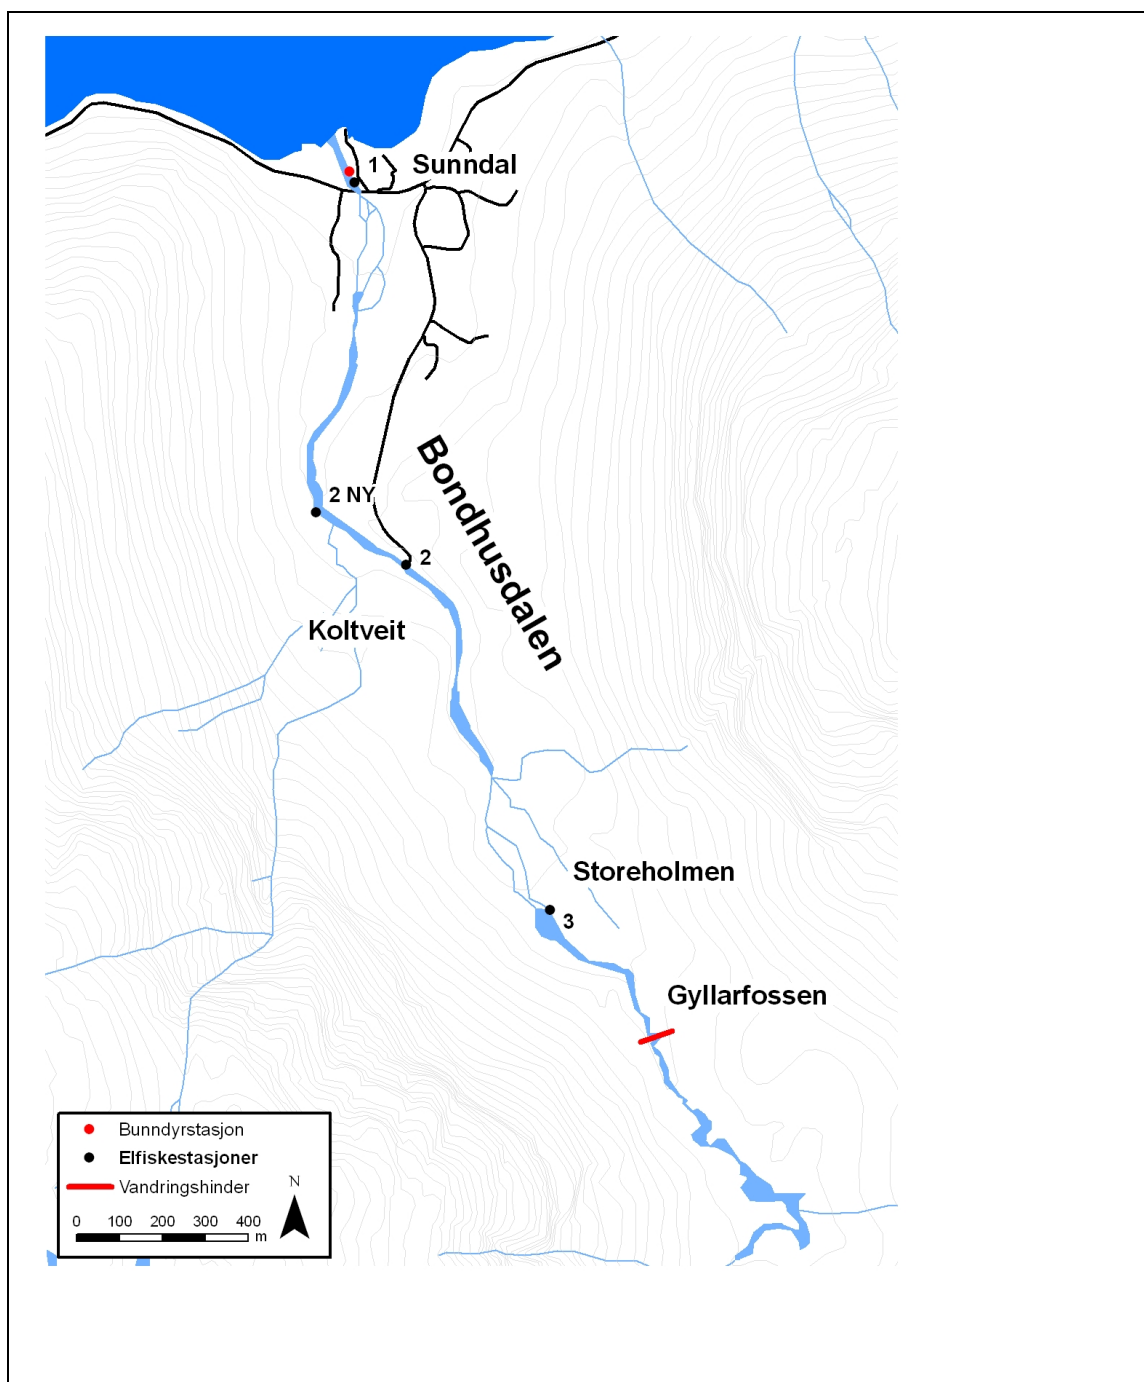 1
Sunndal
Bondhusdalen
2 NY
2
Koltveit
Storeholmen
3
Gyllarfossen
Bunndyrstasjon
Elfiskestasjoner
Vandringshinder
N
0 100 200 300 400
m